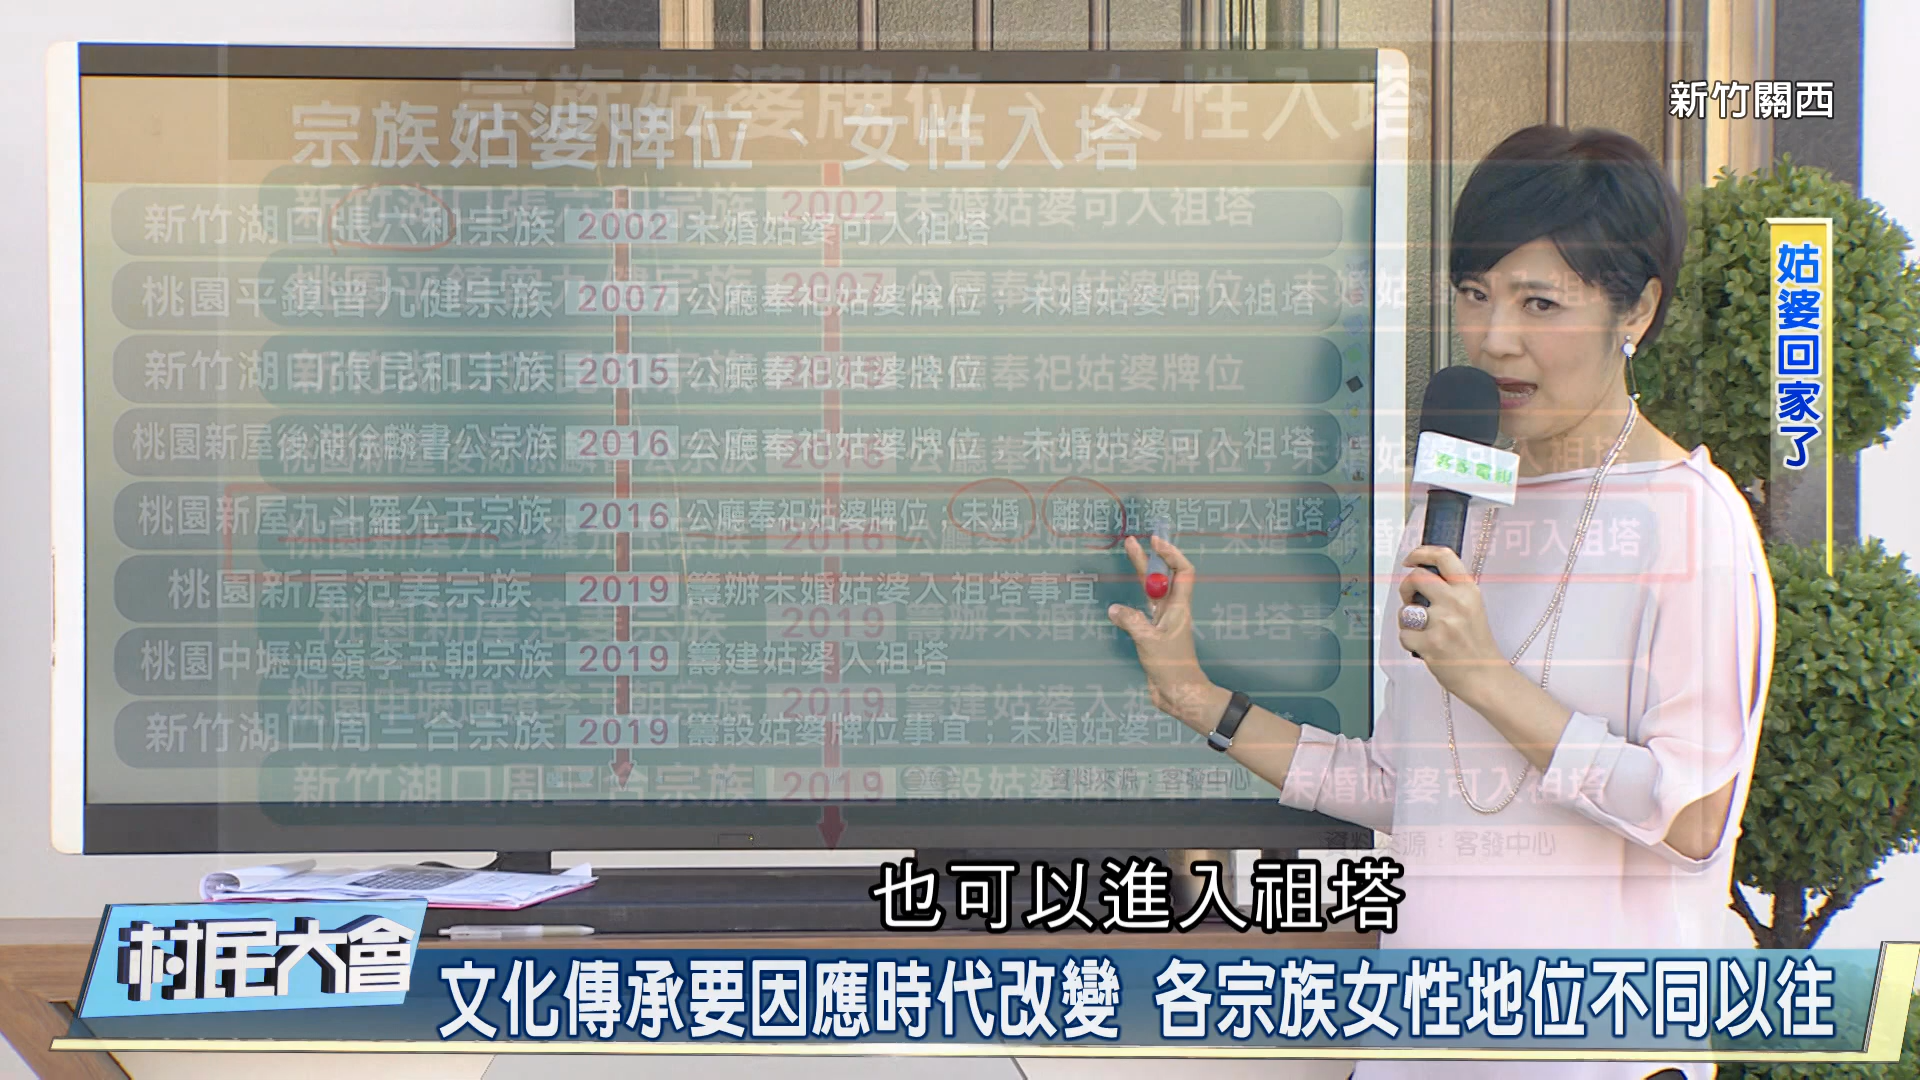 新竹關西
姑婆回家了
宗族姑婆牌位、女性入塔
新竹湖口張六和宗族 2002 未婚姑婆可入祖塔
桃園平鎮曾九健宗族 2007 公廳奉祀姑婆牌位;未婚姑婆可入祖塔
新竹湖口張昆和宗族 2015 公廳奉祀姑婆牌位
桃園新屋後湖徐麟書公宗族 2016 公廳奉祀姑婆牌位;未婚姑婆可入祖塔
桃園新屋九斗羅允玉宗族 2016 公廳奉祀姑婆牌位;未婚、離婚姑婆皆可入祖塔
桃園新屋范姜宗族 2019 籌辦未婚姑婆入祖塔事宜
桃園中壢過嶺李玉朝宗族 2019 籌建姑婆入祖塔
新竹湖口周三合宗族 2019 籌設姑婆牌位事宜;未婚姑婆可入祖塔
資料來源:客發中心
客家電視
也可以進入祖塔
村民大會
文化傳承要因應時代改變 各宗族女性地位不同以往